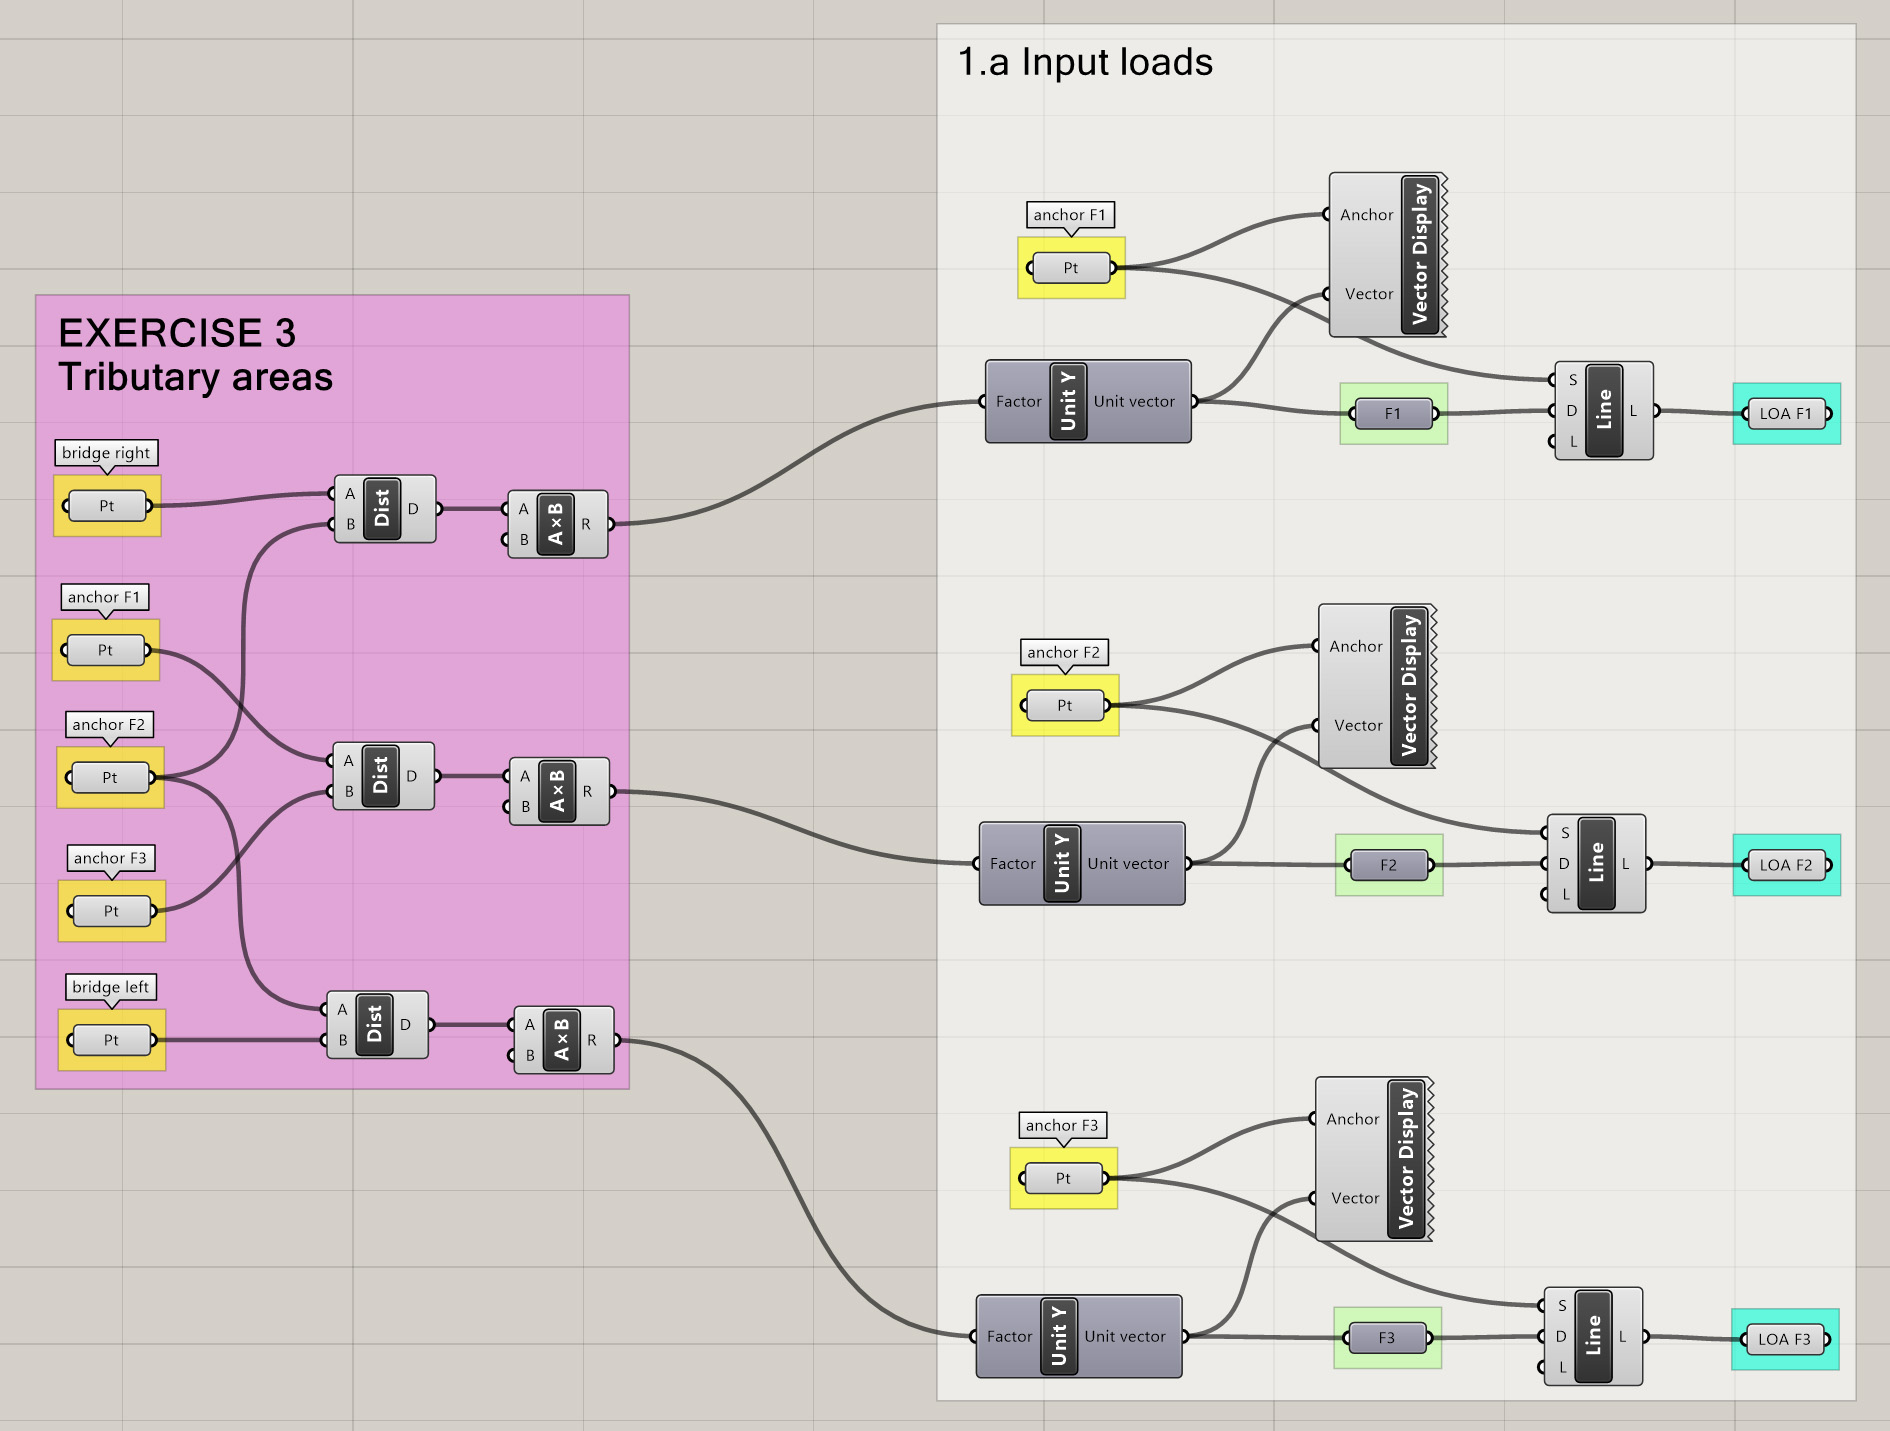 EXERCISE 3
Tributary areas
bridge right
Pt
anchor F1
Pt
anchor F2
Pt
anchor F3
Pt
bridge left
Pt
A
B
Dist
D
A
B
A×B
R
A
B
Dist
D
A
B
A×B
R
A
B
Dist
D
A
B
A×B
R
1.a Input loads
anchor F1
Pt
Anchor
Vector
Vector Display
Factor
Unit Y
Unit vector
F1
S
D
L
Line
L
LOA F1
anchor F2
Pt
Anchor
Vector
Vector Display
Factor
Unit Y
Unit vector
F2
S
D
L
Line
L
LOA F2
anchor F3
Pt
Anchor
Vector
Vector Display
Factor
Unit Y
Unit vector
F3
S
D
L
Line
L
LOA F3